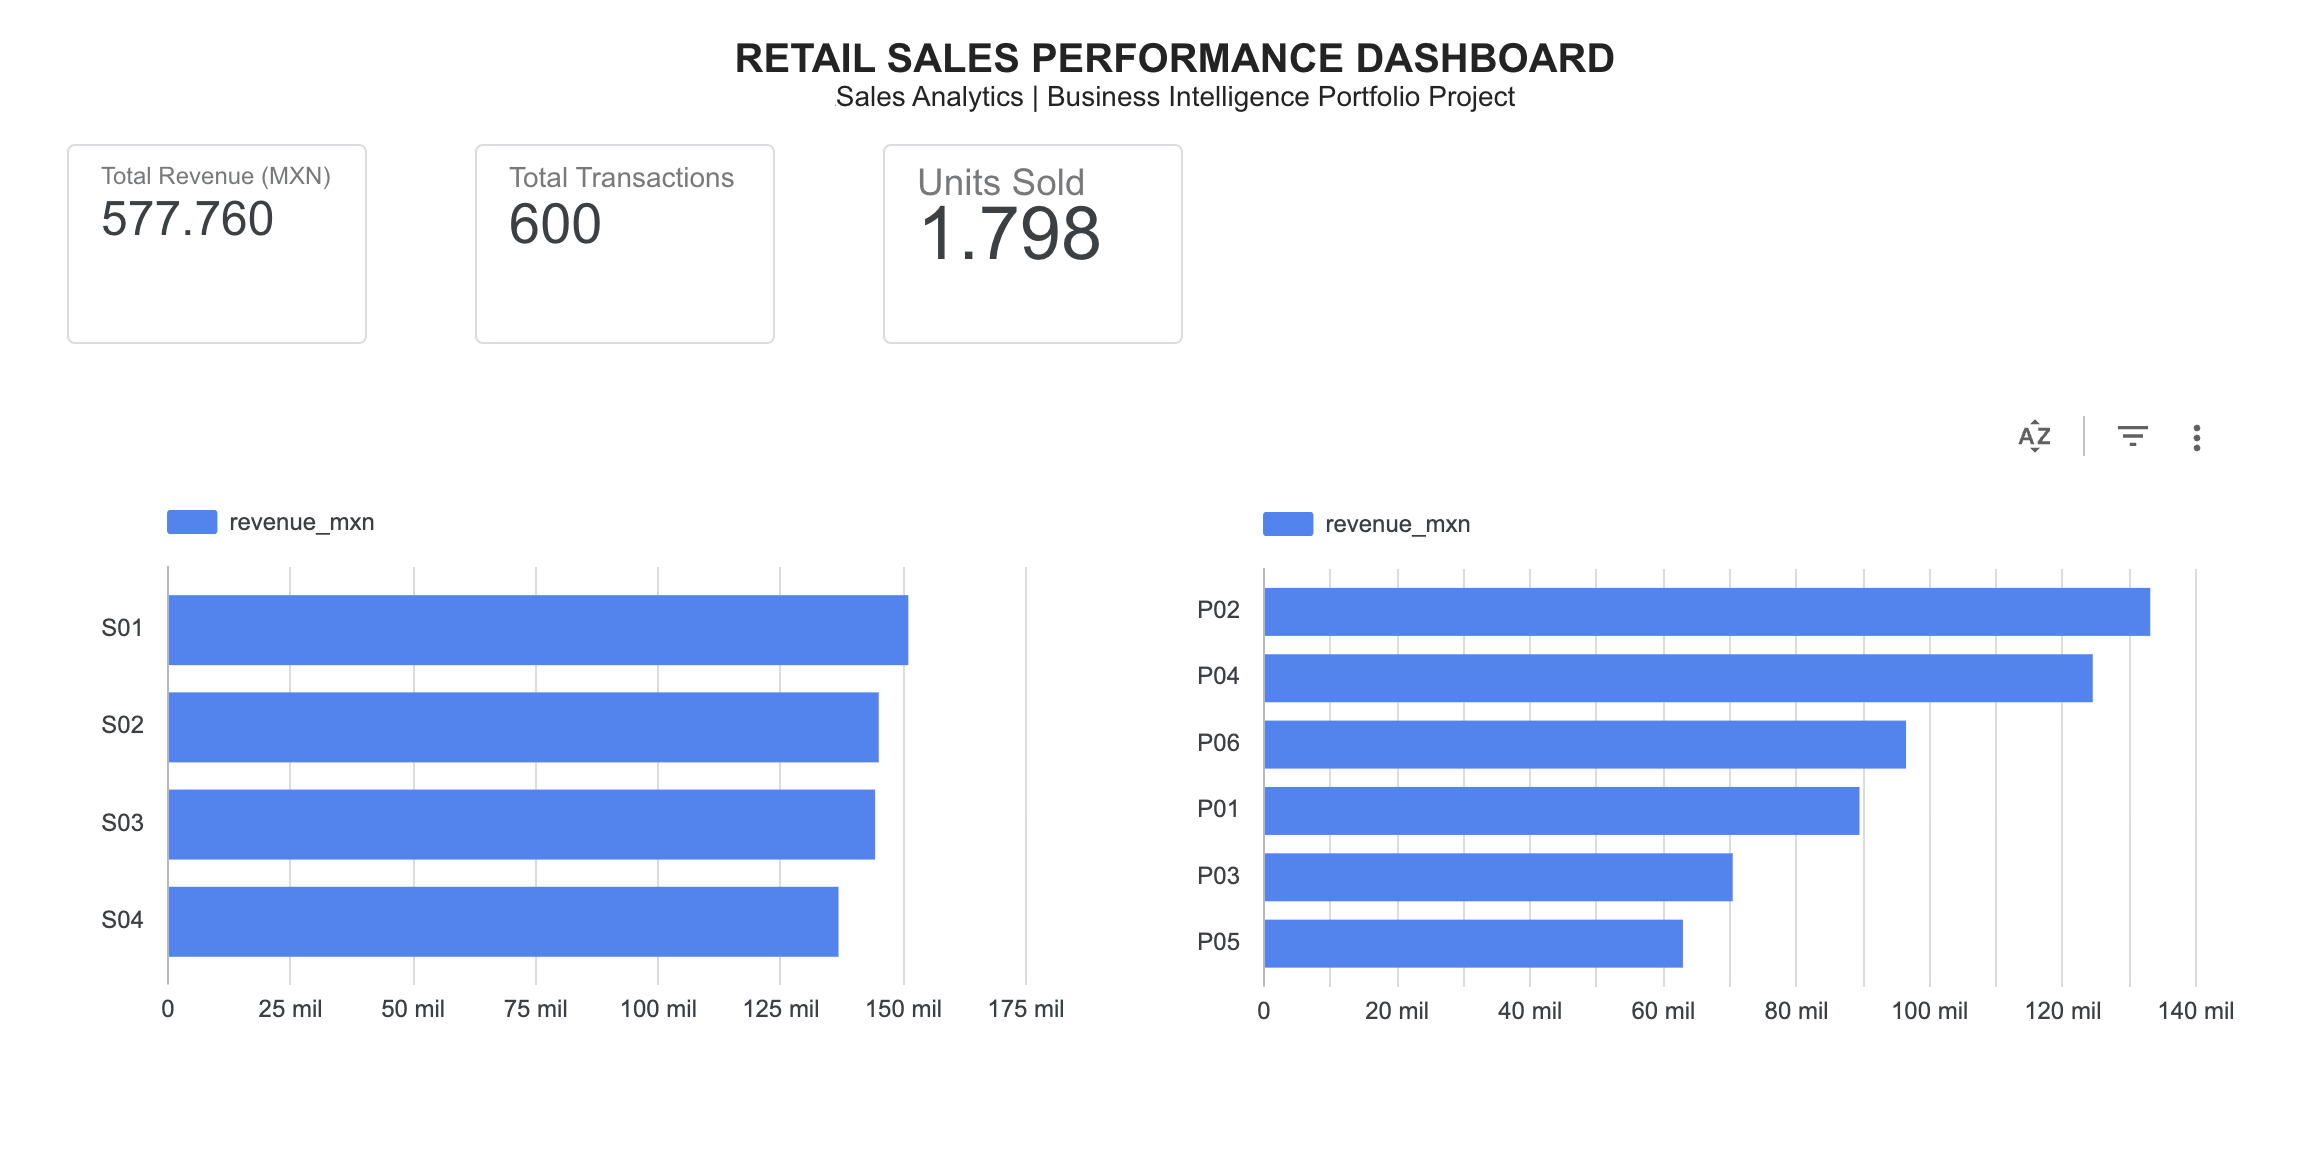 RETAIL SALES PERFORMANCE DASHBOARD
Sales Analytics | Business Intelligence Portfolio Project
Total Revenue (MXN)
577.760
Total Transactions
600
Units Sold
1.798
AZ
revenue_mxn
S01
S02
S03
S04
0 25 mil 50 mil 75 mil 100 mil 125 mil 150 mil 175 mil
revenue_mxn
P02
P04
P06
P01
P03
P05
0 20 mil 40 mil 60 mil 80 mil 100 mil 120 mil 140 mil